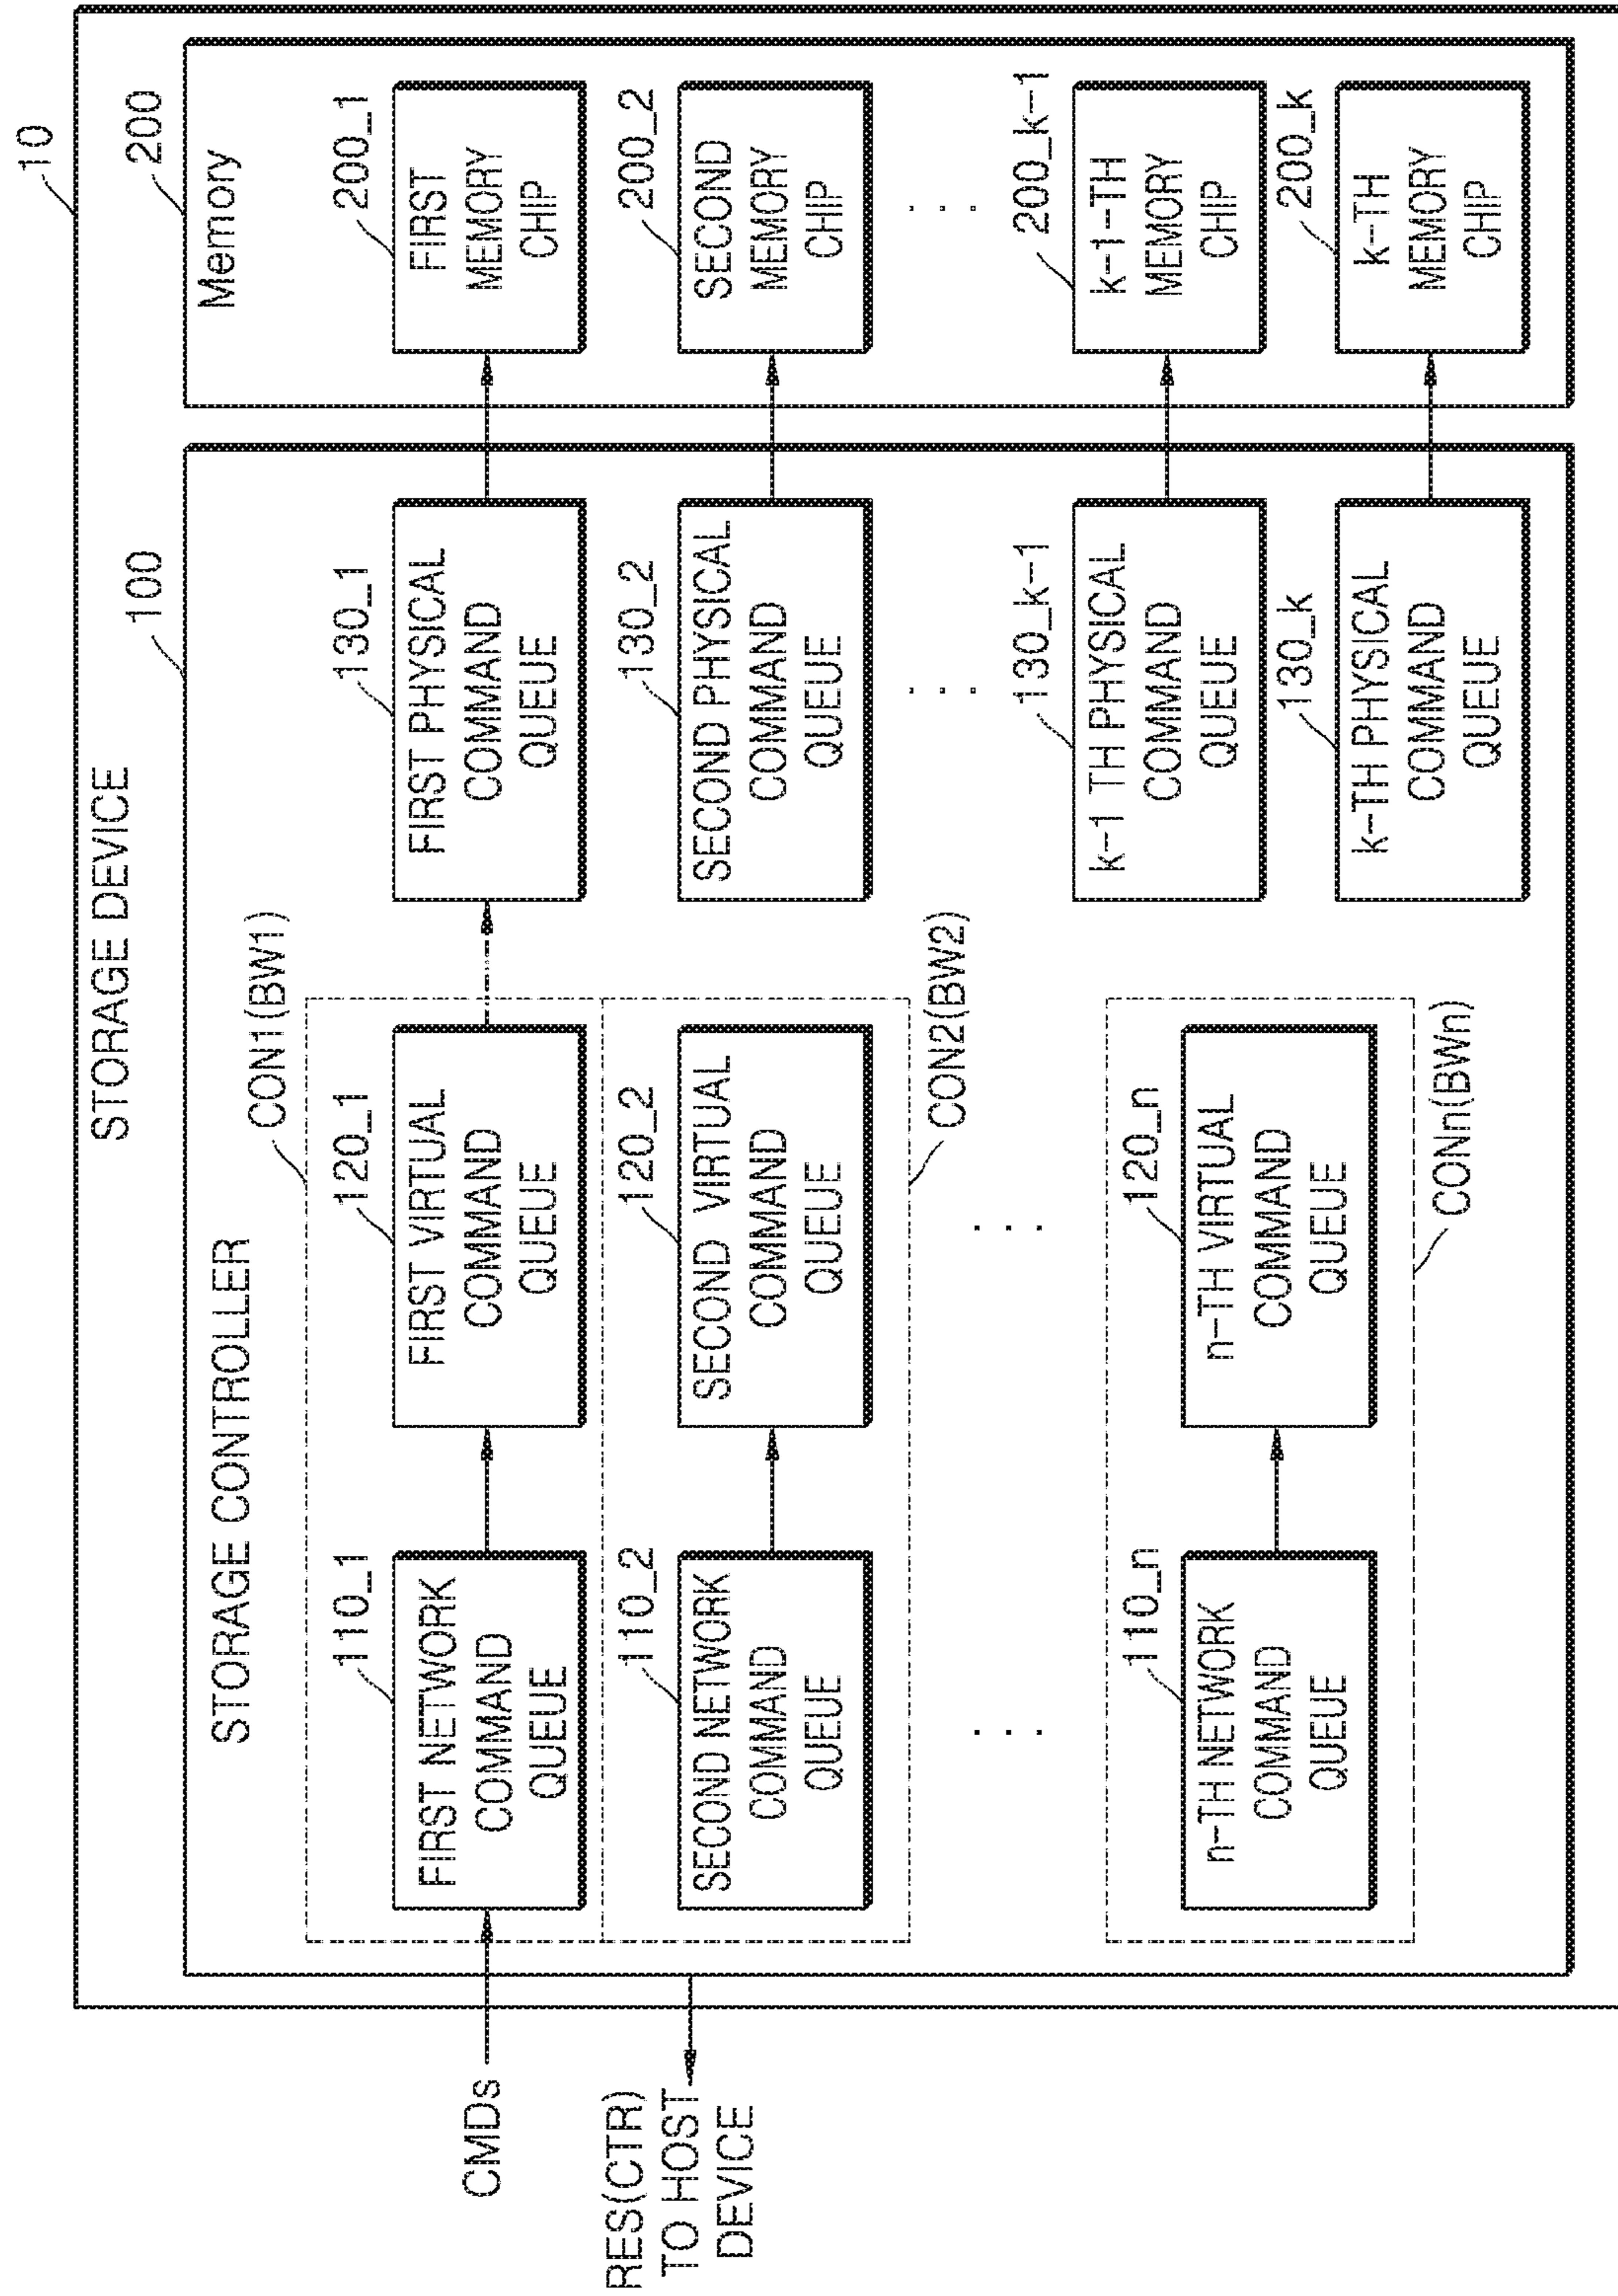 10
STORAGE DEVICE
100
200
STORAGE CONTROLLER
Memory
CON1(BW1)
110_1
120_1
130_1
200_1
CMDs
FIRST NETWORK
COMMAND
QUEUE
FIRST VIRTUAL
COMMAND
QUEUE
FIRST PHYSICAL
COMMAND
QUEUE
FIRST
MEMORY
CHIP
RES(CTR)
TO HOST
DEVICE
110_2
120_2
130_2
200_2
SECOND NETWORK
COMMAND
QUEUE
SECOND VIRTUAL
COMMAND
QUEUE
SECOND PHYSICAL
COMMAND
QUEUE
SECOND
MEMORY
CHIP
CON2(BW2)
. . .
. . .
. . .
. . .
130_k-1
200_k-1
k-1 TH PHYSICAL
COMMAND
QUEUE
k-1-TH
MEMORY
CHIP
110_n
120_n
n-TH NETWORK
COMMAND
QUEUE
n-TH VIRTUAL
COMMAND
QUEUE
130_k
200_k
k-TH PHYSICAL
COMMAND
QUEUE
k-TH
MEMORY
CHIP
CONn(BWn)